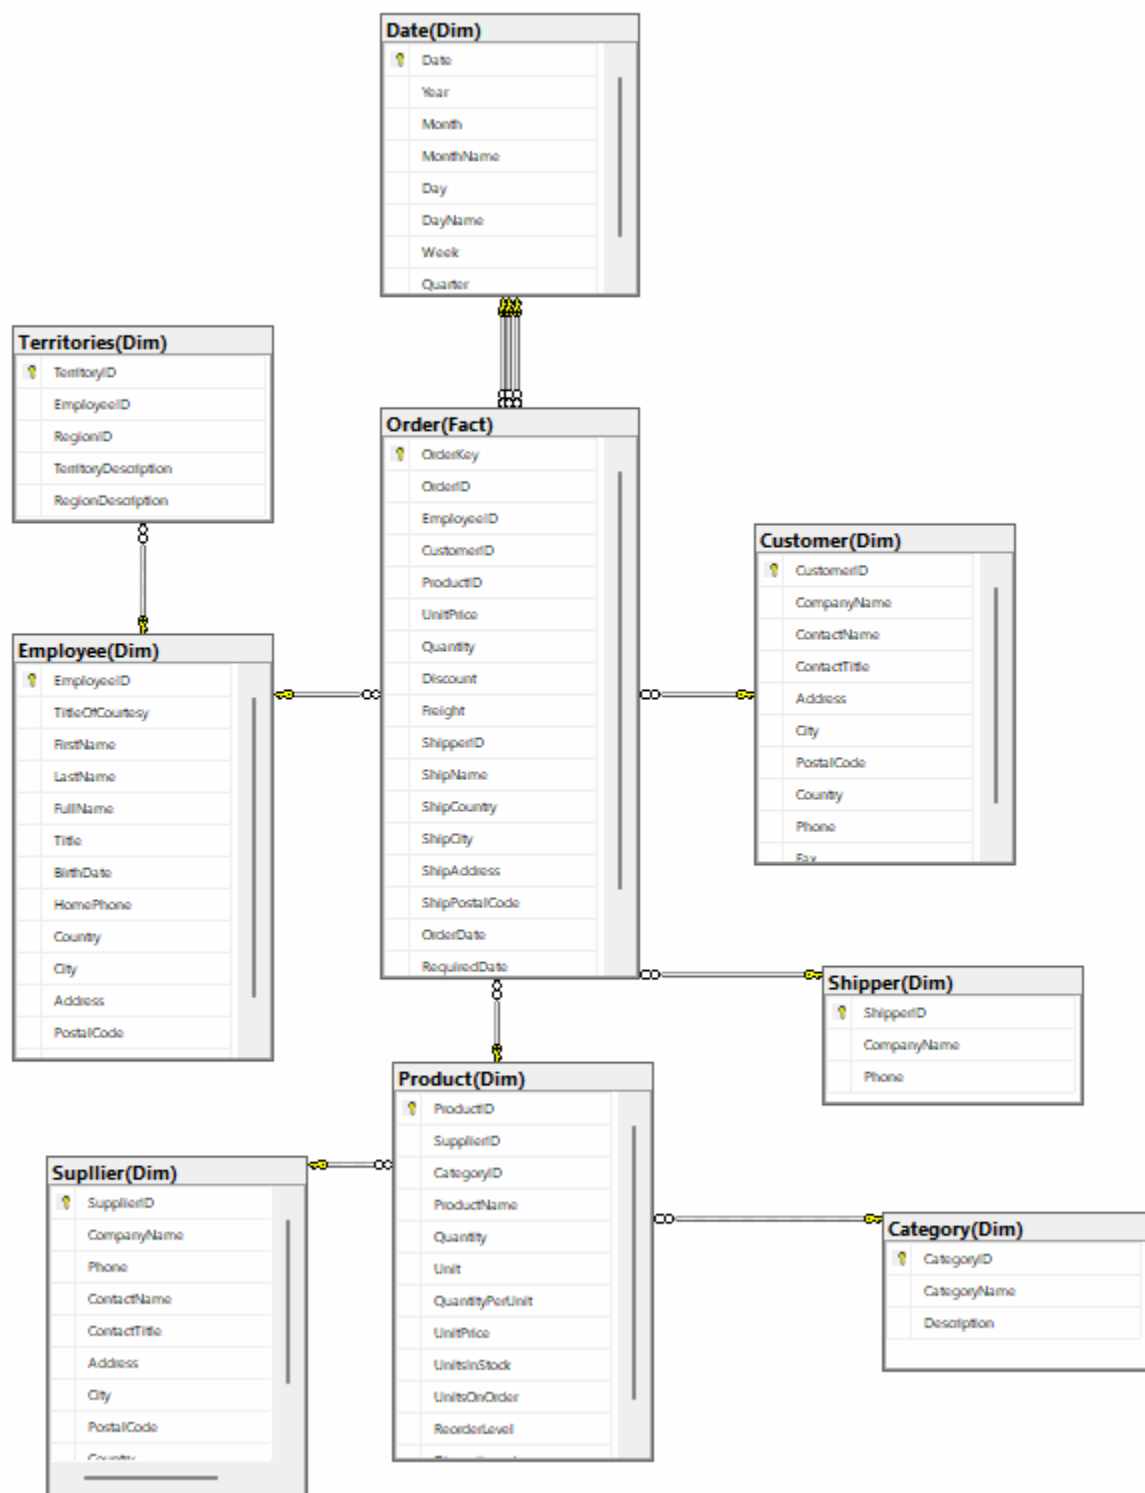 Date(Dim)
Date
Year
Month
MonthName
Day
DayName
Week
Quarter
Territories(Dim)
TerritoryID
EmployeeID
RegionID
TerritoryDescription
RegionDescription
Order(Fact)
OrderKey
OrderID
EmployeeID
CustomerID
ProductID
UnitPrice
Quantity
Discount
Freight
ShipperID
ShipName
ShipCountry
ShipCity
ShipAddress
ShipPostalCode
OrderDate
RequiredDate
Customer(Dim)
CustomerID
CompanyName
ContactName
ContactTitle
Address
City
PostalCode
Country
Phone
Fax
Employee(Dim)
EmployeeID
TitleOfCourtesy
FirstName
LastName
FullName
Title
BirthDate
HomePhone
Country
City
Address
PostalCode
Shipper(Dim)
ShipperID
CompanyName
Phone
Product(Dim)
ProductID
SupplierID
CategoryID
ProductName
Quantity
Unit
QuantityPerUnit
UnitPrice
UnitsInStock
UnitsOnOrder
ReorderLevel
Supllier(Dim)
SupplierID
CompanyName
Phone
ContactName
ContactTitle
Address
City
PostalCode
Country
Category(Dim)
CategoryID
CategoryName
Description